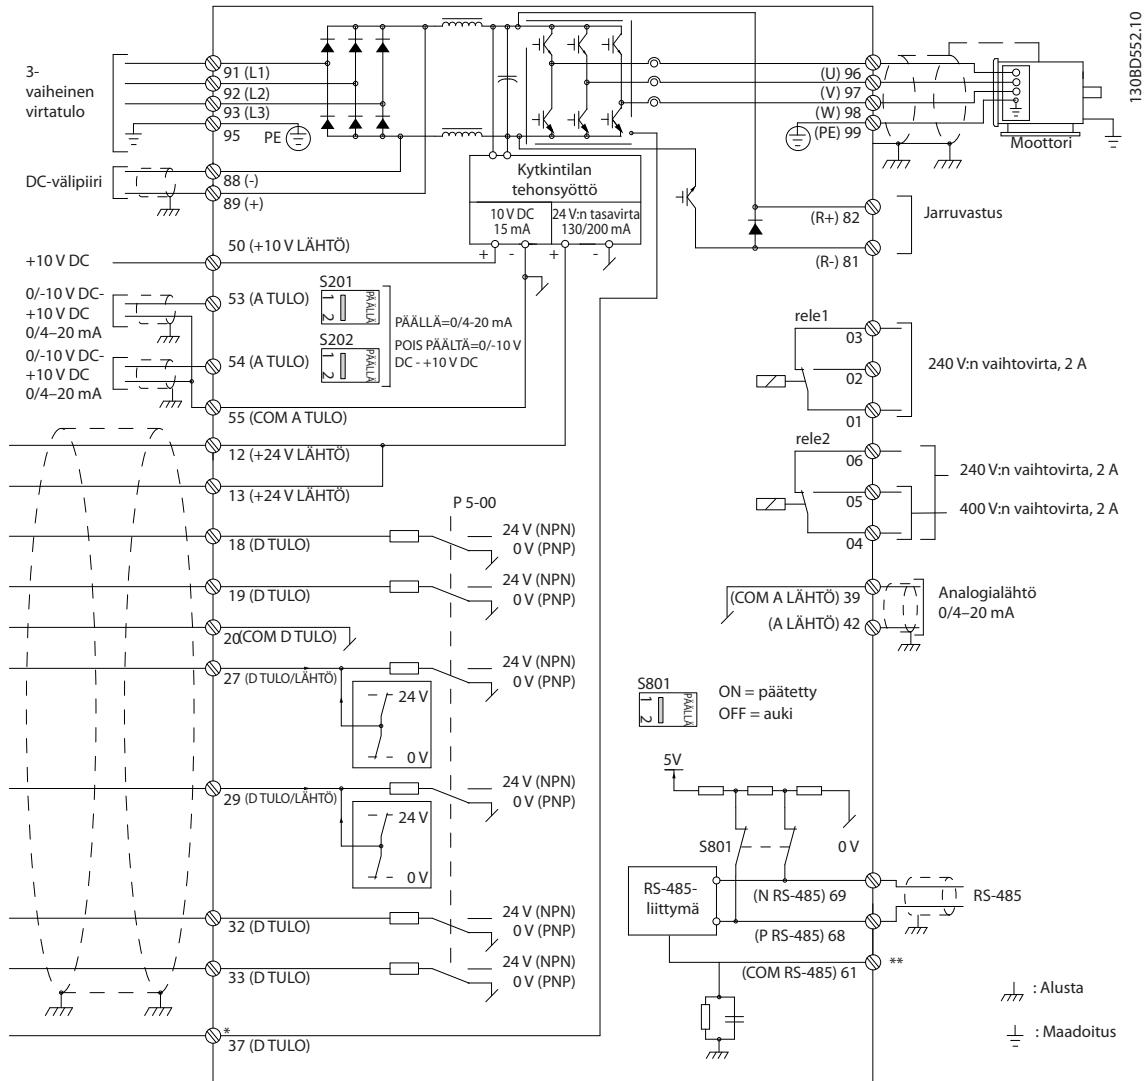 130BD552.10
3-
vaiheinen
virtatulo
91 (L1)
92 (L2)
93 (L3)
95
PE
DC-välipiiri
88 (-)
89 (+)
50 (+10 V LÄHTÖ)
+10 V DC
0/-10 V DC-
+10 V DC
0/4–20 mA
53 (A TULO)
0/-10 V DC-
+10 V DC
0/4–20 mA
54 (A TULO)
55 (COM A TULO)
12 (+24 V LÄHTÖ)
13 (+24 V LÄHTÖ)
18 (D TULO)
19 (D TULO)
20 (COM D TULO)
27 (D TULO/LÄHTÖ)
24 V
0 V
29 (D TULO/LÄHTÖ)
24 V
0 V
32 (D TULO)
33 (D TULO)
*
37 (D TULO)
Kytkintilan
tehonsyöttö
10 V DC
15 mA
24 V:n tasavirta
130/200 mA
+ - + -
S201
1 2
PÄÄLLÄ
S202
1 2
PÄÄLLÄ
PÄÄLLÄ=0/4-20 mA
POIS PÄÄLTÄ=0/-10 V
DC - +10 V DC
P 5-00
24 V (NPN)
0 V (PNP)
24 V (NPN)
0 V (PNP)
24 V (NPN)
0 V (PNP)
24 V (NPN)
0 V (PNP)
24 V (NPN)
0 V (PNP)
24 V (NPN)
0 V (PNP)
(U) 96
(V) 97
(W) 98
(PE) 99
Moottori
(R+) 82
(R-) 81
Jarruvastus
rele1
03
02
01
240 V:n vaihtovirta, 2 A
rele2
06
05
04
240 V:n vaihtovirta, 2 A
400 V:n vaihtovirta, 2 A
(COM A LÄHTÖ) 39
(A LÄHTÖ) 42
Analogialähtö
0/4–20 mA
S801
1 2
PÄÄLLÄ
ON = päätetty
OFF = auki
5V
S801
0 V
RS-485-
liittymä
(N RS-485) 69
(P RS-485) 68
(COM RS-485) 61
RS-485
**
: Alusta
: Maadoitus